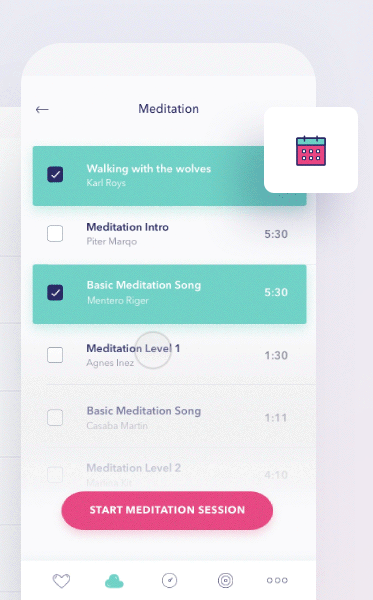 Meditation
Walking with the wolves
Karl Roys
Meditation Intro
Piter Marqo
5:30
Basic Meditation Song
Mentero Riger
5:30
Meditation Level 1
Agnes Inez
1:30
Basic Meditation Song
Casaba Martin
1:11
Meditation Level 2
4:10
START MEDITATION SESSION